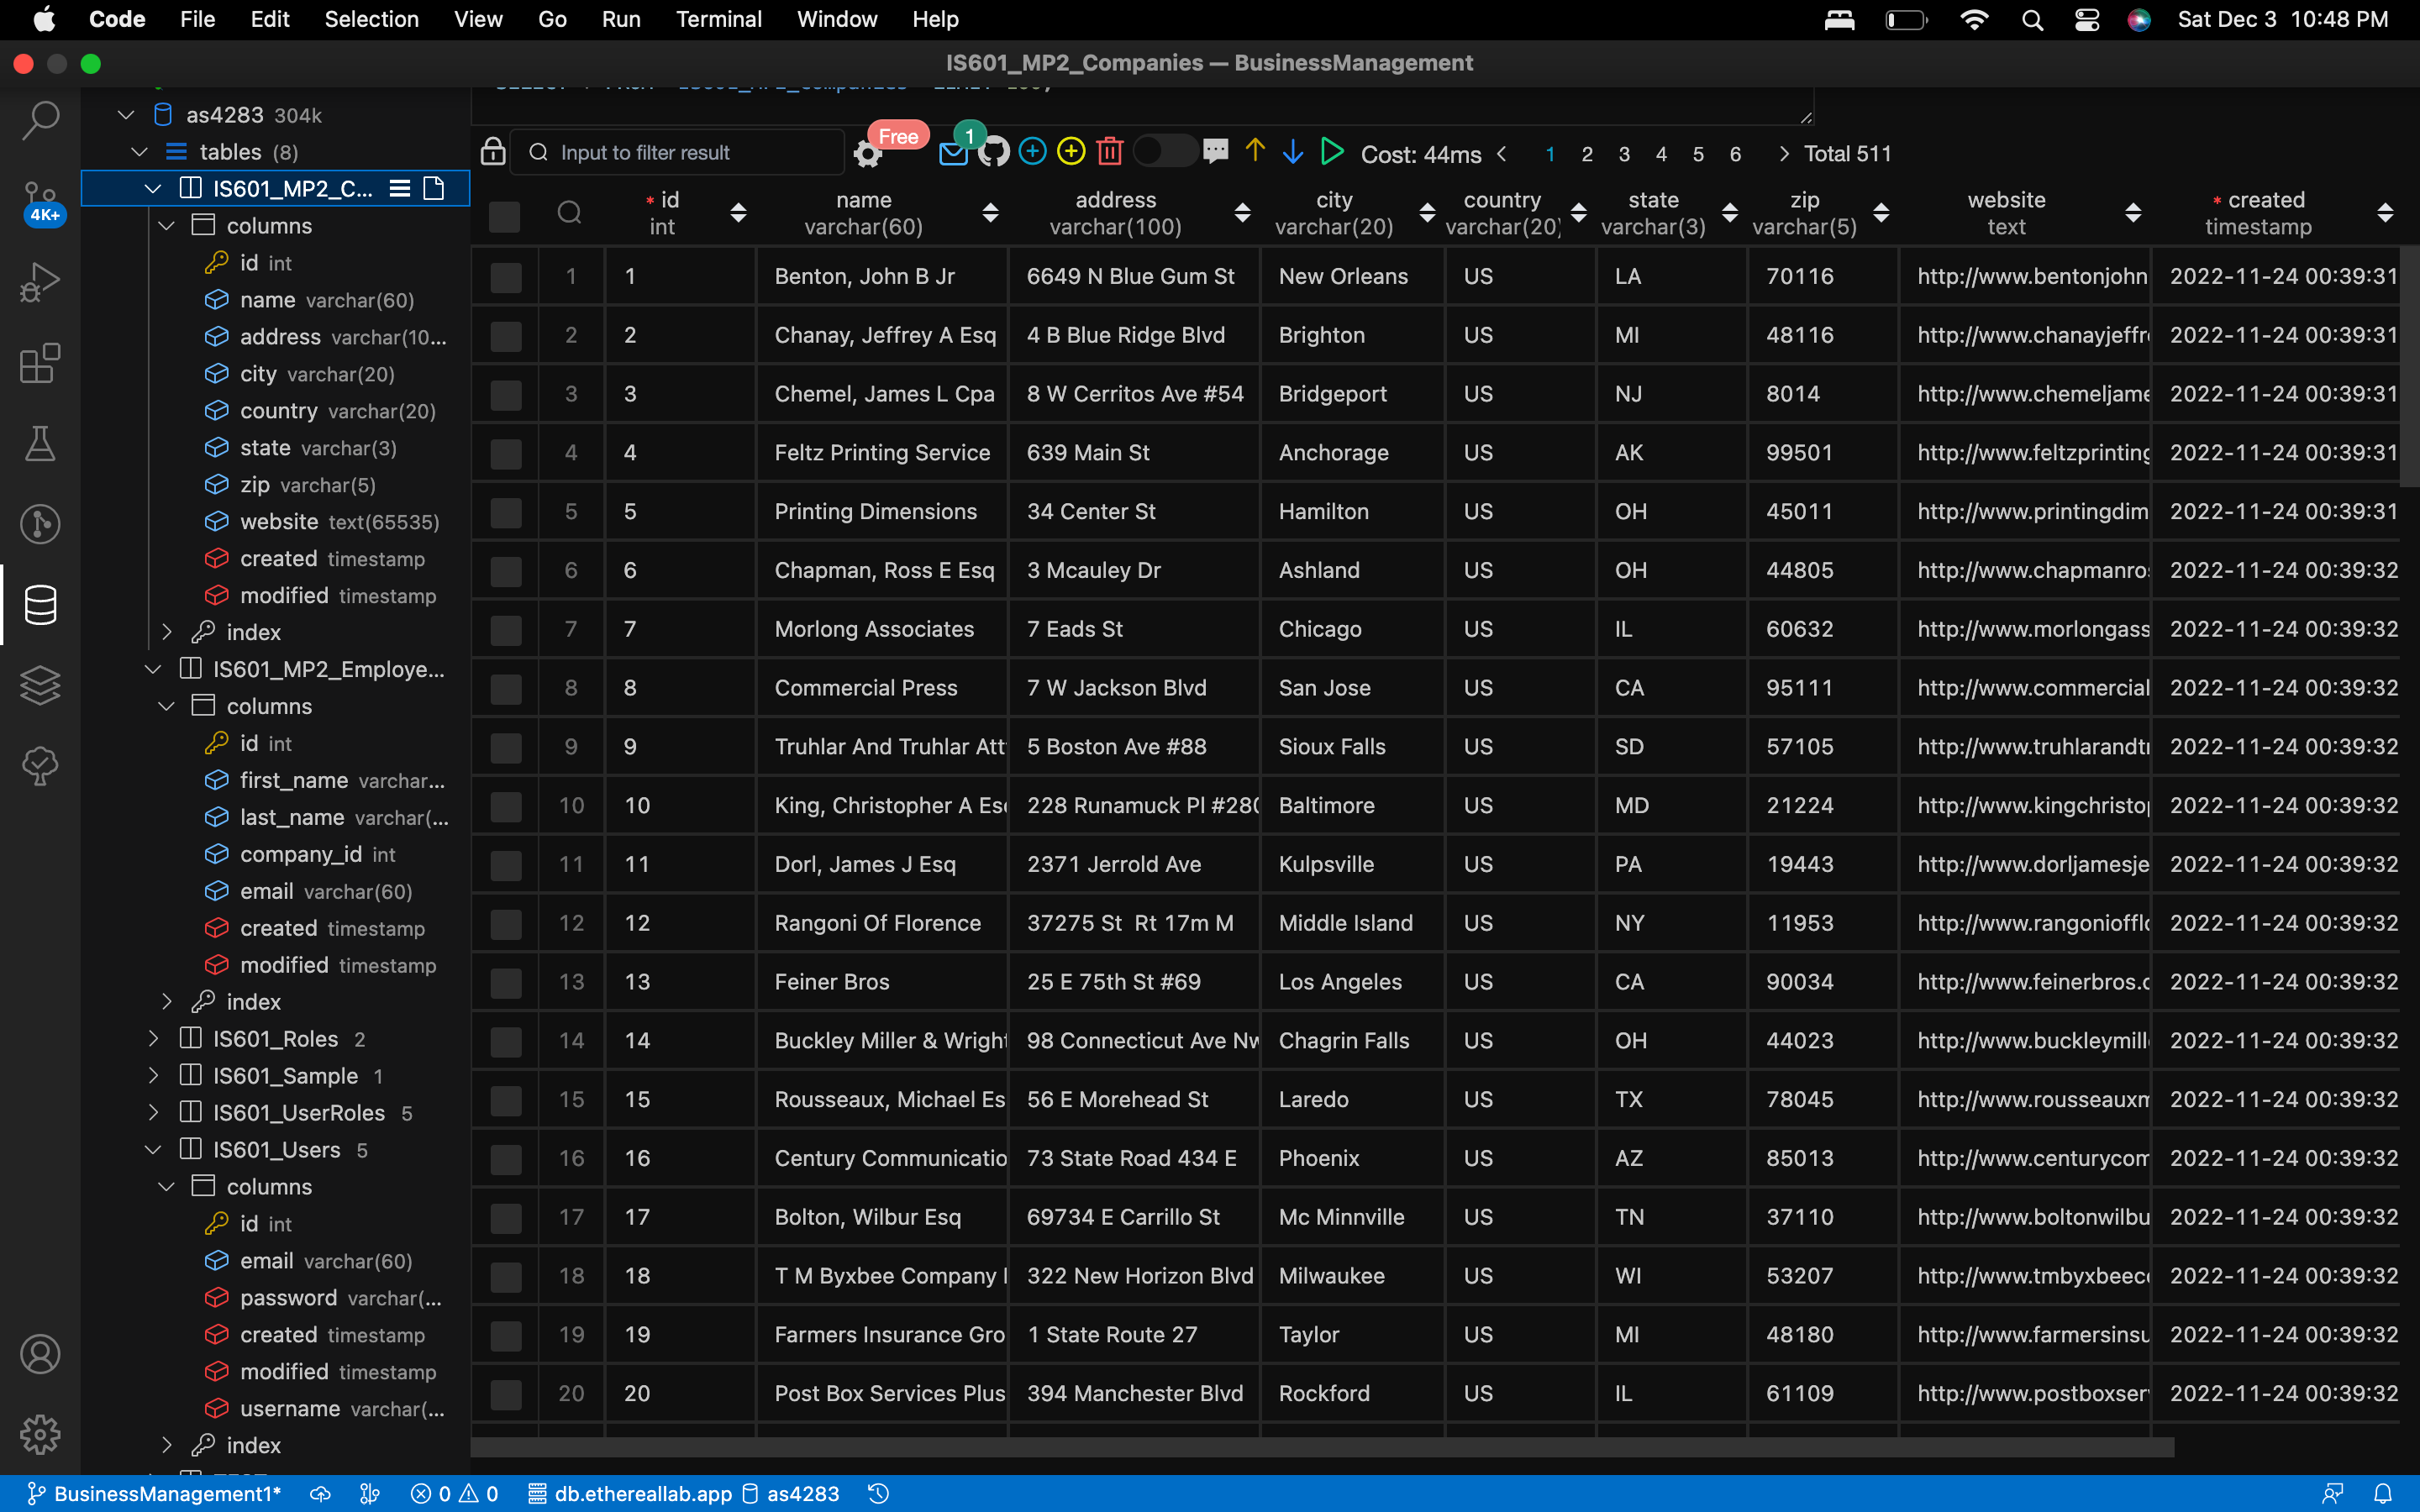 Code File Edit Selection View Go Run Terminal Window Help Sat Dec 3 10:48 PM
IS601_MP2_Companies — BusinessManagement
as4283 304k
tables (8)
IS601_MP2_C...
columns
id int
name varchar(60)
address varchar(10...
city varchar(20)
country varchar(20)
state varchar(3)
zip varchar(5)
website text(65535)
created timestamp
modified timestamp
index
IS601_MP2_Employe...
columns
id int
first_name varchar...
last_name varchar(...
company_id int
email varchar(60)
created timestamp
modified timestamp
index
IS601_Roles 2
IS601_Sample 1
IS601_UserRoles 5
IS601_Users 5
columns
id int
email varchar(60)
password varchar(...
created timestamp
modified timestamp
username varchar(...
index
4K+
Input to filter result Free 1 Cost: 44ms < 1 2 3 4 5 6 > Total 511
* id name address city country state zip website * created
int varchar(60) varchar(100) varchar(20) varchar(20) varchar(3) varchar(5) text timestamp
1 1 Benton, John B Jr 6649 N Blue Gum St New Orleans US LA 70116 http://www.bentonjohn 2022-11-24 00:39:31
2 2 Chanay, Jeffrey A Esq 4 B Blue Ridge Blvd Brighton US MI 48116 http://www.chanayjeffr 2022-11-24 00:39:31
3 3 Chemel, James L Cpa 8 W Cerritos Ave #54 Bridgeport US NJ 8014 http://www.chemeljame 2022-11-24 00:39:31
4 4 Feltz Printing Service 639 Main St Anchorage US AK 99501 http://www.feltzprinting 2022-11-24 00:39:31
5 5 Printing Dimensions 34 Center St Hamilton US OH 45011 http://www.printingdim 2022-11-24 00:39:31
6 6 Chapman, Ross E Esq 3 Mcauley Dr Ashland US OH 44805 http://www.chapmanros 2022-11-24 00:39:32
7 7 Morlong Associates 7 Eads St Chicago US IL 60632 http://www.morlongass 2022-11-24 00:39:32
8 8 Commercial Press 7 W Jackson Blvd San Jose US CA 95111 http://www.commercial 2022-11-24 00:39:32
9 9 Truhlar And Truhlar Att 5 Boston Ave #88 Sioux Falls US SD 57105 http://www.truhlarandtr 2022-11-24 00:39:32
10 10 King, Christopher A Esq 228 Runamuck Pl #280 Baltimore US MD 21224 http://www.kingchristop 2022-11-24 00:39:32
11 11 Dorl, James J Esq 2371 Jerrold Ave Kulpsville US PA 19443 http://www.dorljamesje 2022-11-24 00:39:32
12 12 Rangoni Of Florence 37275 St  Rt 17m M Middle Island US NY 11953 http://www.rangonioffl 2022-11-24 00:39:32
13 13 Feiner Bros 25 E 75th St #69 Los Angeles US CA 90034 http://www.feinerbros.c 2022-11-24 00:39:32
14 14 Buckley Miller & Wright 98 Connecticut Ave Nw Chagrin Falls US OH 44023 http://www.buckleymill 2022-11-24 00:39:32
15 15 Rousseaux, Michael Es 56 E Morehead St Laredo US TX 78045 http://www.rousseauxm 2022-11-24 00:39:32
16 16 Century Communicatio 73 State Road 434 E Phoenix US AZ 85013 http://www.centurycom 2022-11-24 00:39:32
17 17 Bolton, Wilbur Esq 69734 E Carrillo St Mc Minnville US TN 37110 http://www.boltonwilbu 2022-11-24 00:39:32
18 18 T M Byxbee Company 322 New Horizon Blvd Milwaukee US WI 53207 http://www.tmbyxbeeco 2022-11-24 00:39:32
19 19 Farmers Insurance Gro 1 State Route 27 Taylor US MI 48180 http://www.farmersinsu 2022-11-24 00:39:32
20 20 Post Box Services Plus 394 Manchester Blvd Rockford US IL 61109 http://www.postboxser 2022-11-24 00:39:32
BusinessManagement1* 0 0 db.ethereallab.app as4283